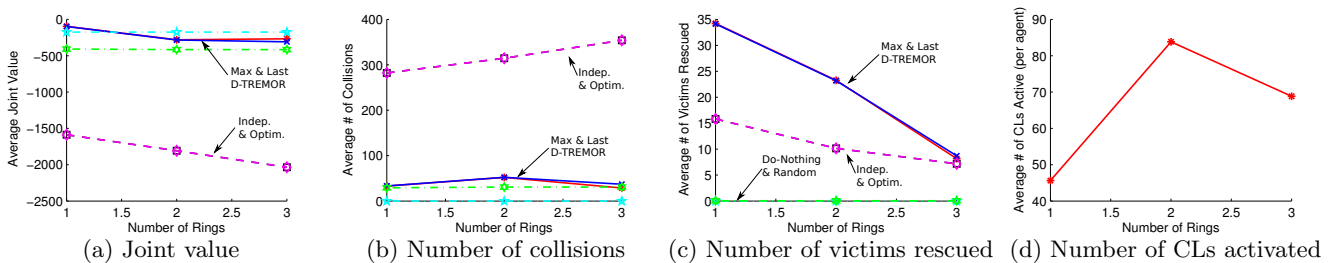 0
−500
−1000
−1500
−2000
−2500
1
1.5
2
2.5
3
Average Joint Value
Number of Rings
Max & Last
D-TREMOR
Indep.
& Optim.
(a) Joint value
400
300
200
100
0
1
1.5
2
2.5
3
Average # of Collisions
Number of Rings
Indep.
& Optim.
Max & Last
D-TREMOR
(b) Number of collisions
35
30
25
20
15
10
5
0
1
1.5
2
2.5
3
Average # of Victims Rescued
Number of Rings
Max & Last
D-TREMOR
Do-Nothing
& Random
Indep.
& Optim.
(c) Number of victims rescued
90
80
70
60
50
40
1
1.5
2
2.5
3
Average # of CLs Active (per agent)
Number of Rings
(d) Number of CLs activated